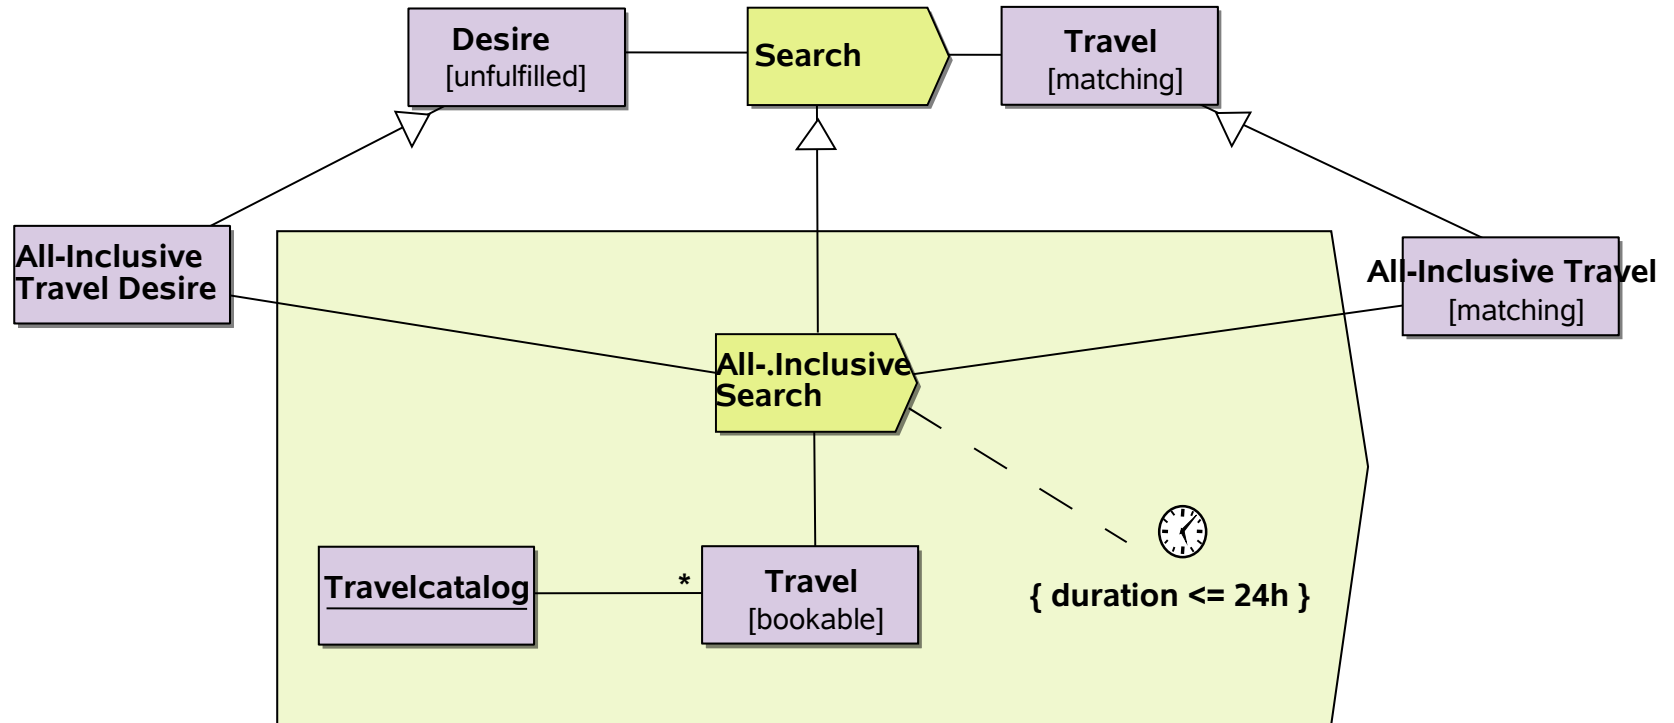 Desire
[unfulfilled]
Search
Travel
[matching]
All-Inclusive
Travel Desire
All-Inclusive Travel
[matching]
All-.Inclusive
Search
Travelcatalog
*
Travel
[bookable]
{ duration <= 24h }